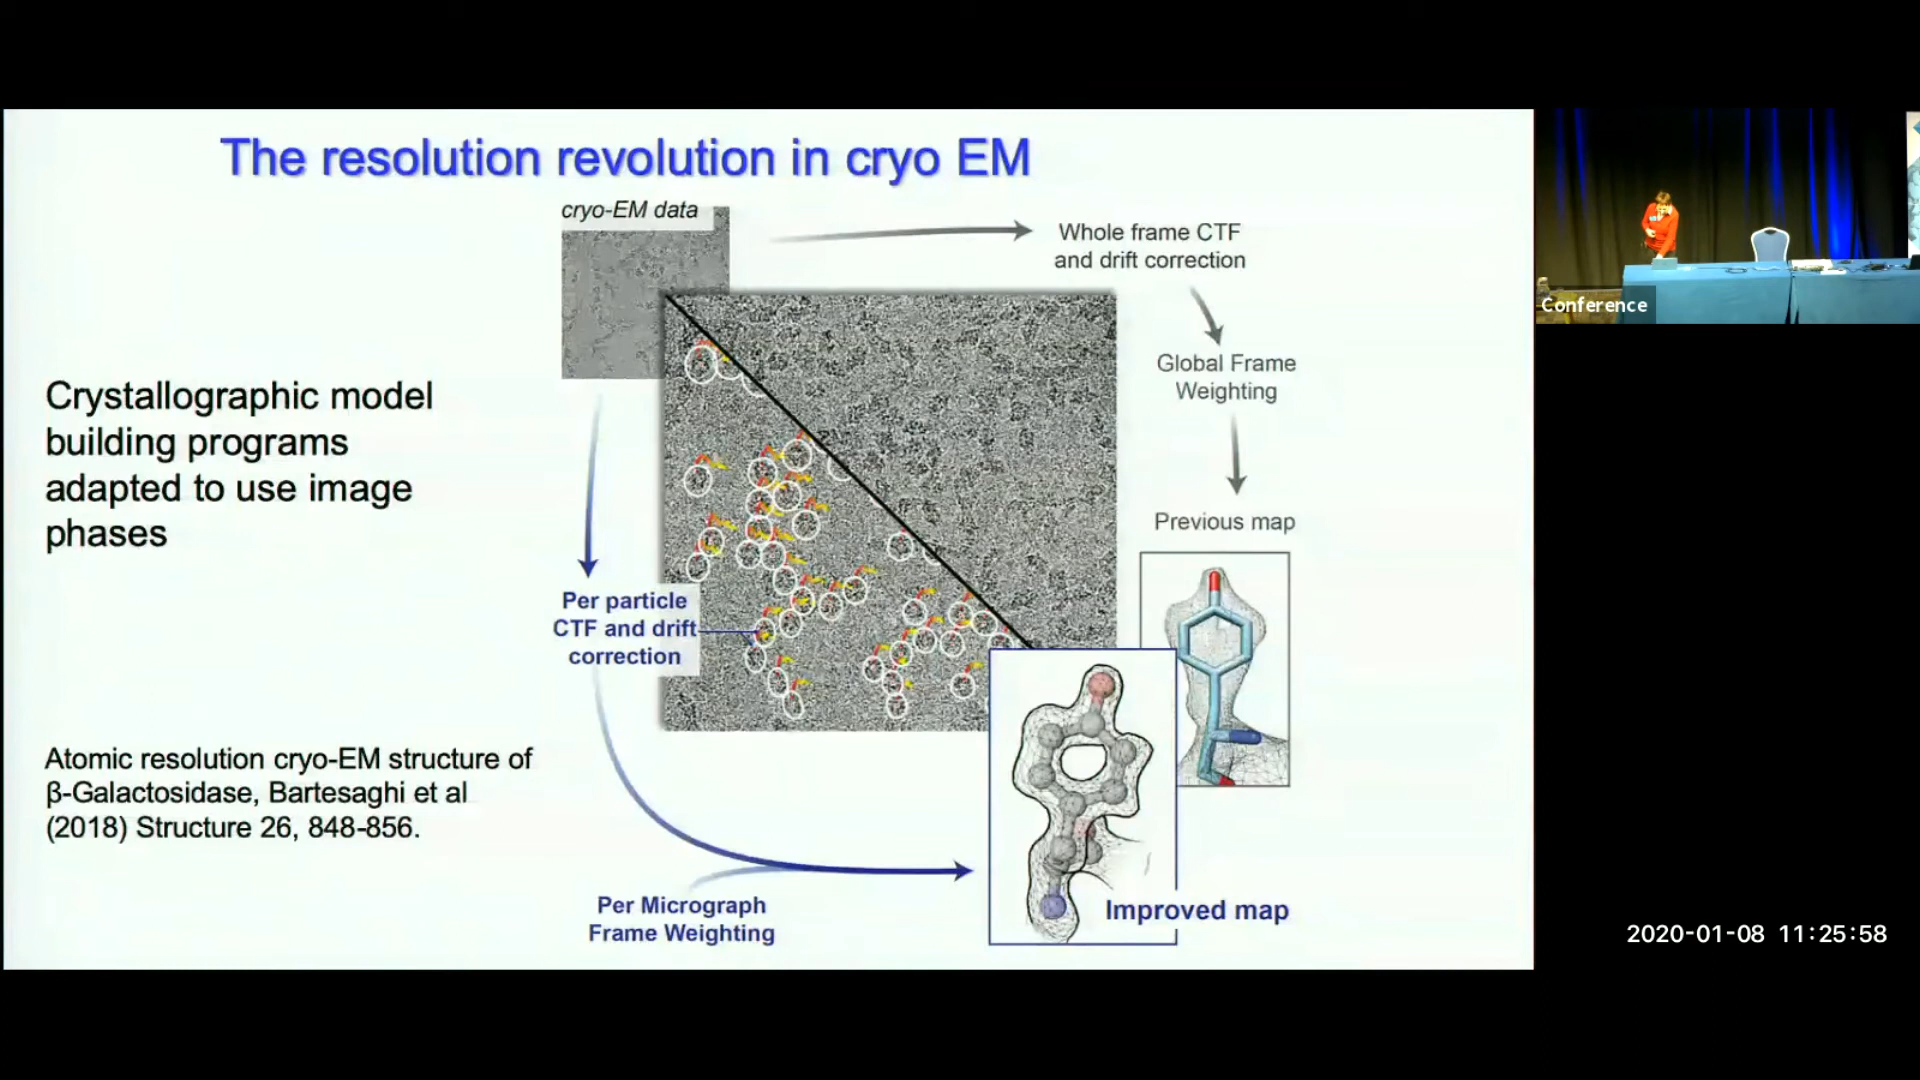 The resolution revolution in cryo EM
cryo-EM data
Whole frame CTF
and drift correction
Global Frame
Weighting
Previous map
Crystallographic model
building programs
adapted to use image
phases
Per particle
CTF and drift
correction
Atomic resolution cryo-EM structure of
β-Galactosidase, Bartesaghi et al
(2018) Structure 26, 848-856.
Per Micrograph
Frame Weighting
Improved map
Conference
2020-01-08 11:25:58